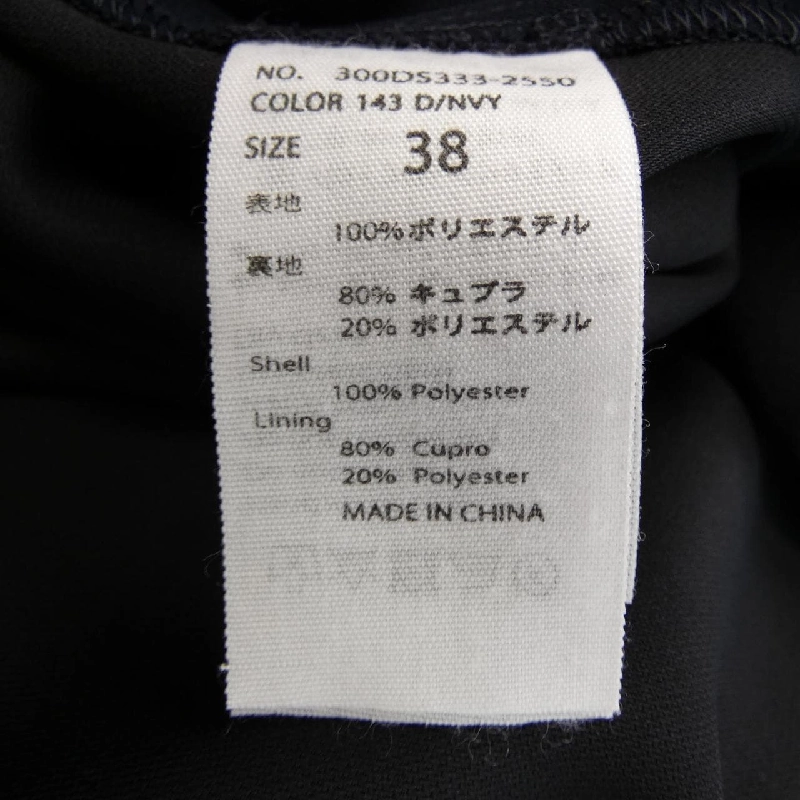 NO. 300DS333-2550
COLOR 143 D/NVY
SIZE 38
表地
100%ポリエステル
裏地
80% キュプラ
20% ポリエステル
Shell
100% Polyester
Lining
80% Cupro
20% Polyester
MADE IN CHINA